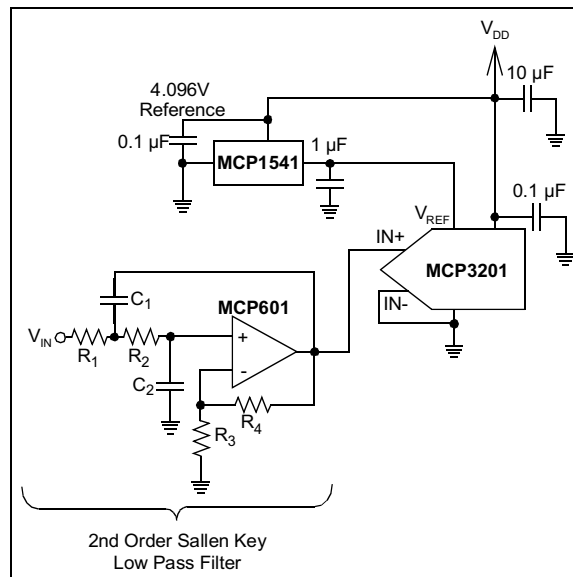 V_DD
10 µF
4.096V
Reference
0.1 µF
1 µF
MCP1541
0.1 µF
V_REF
IN+
MCP3201
IN-
C_1
MCP601
V_IN
R_1
R_2
+
-
C_2
R_4
R_3
2nd Order Sallen Key
Low Pass Filter